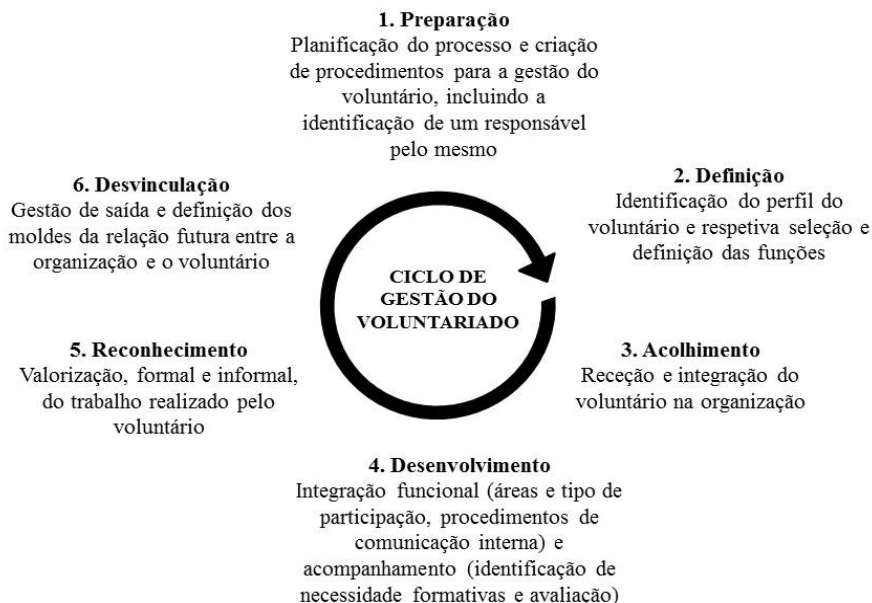 1. Preparação
Planificação do processo e criação
de procedimentos para a gestão do
voluntário, incluindo a
identificação de um responsável
pelo mesmo
2. Definição
Identificação do perfil do
voluntário e respetiva seleção e
definição das funções
3. Acolhimento
Receção e integração do
voluntário na organização
4. Desenvolvimento
Integração funcional (áreas e tipo de
participação, procedimentos de
comunicação interna) e
acompanhamento (identificação de
necessidade formativas e avaliação)
5. Reconhecimento
Valorização, formal e informal,
do trabalho realizado pelo
voluntário
6. Desvinculação
Gestão de saída e definição dos
moldes da relação futura entre a
organização e o voluntário
CICLO DE
GESTÃO DO
VOLUNTARIADO